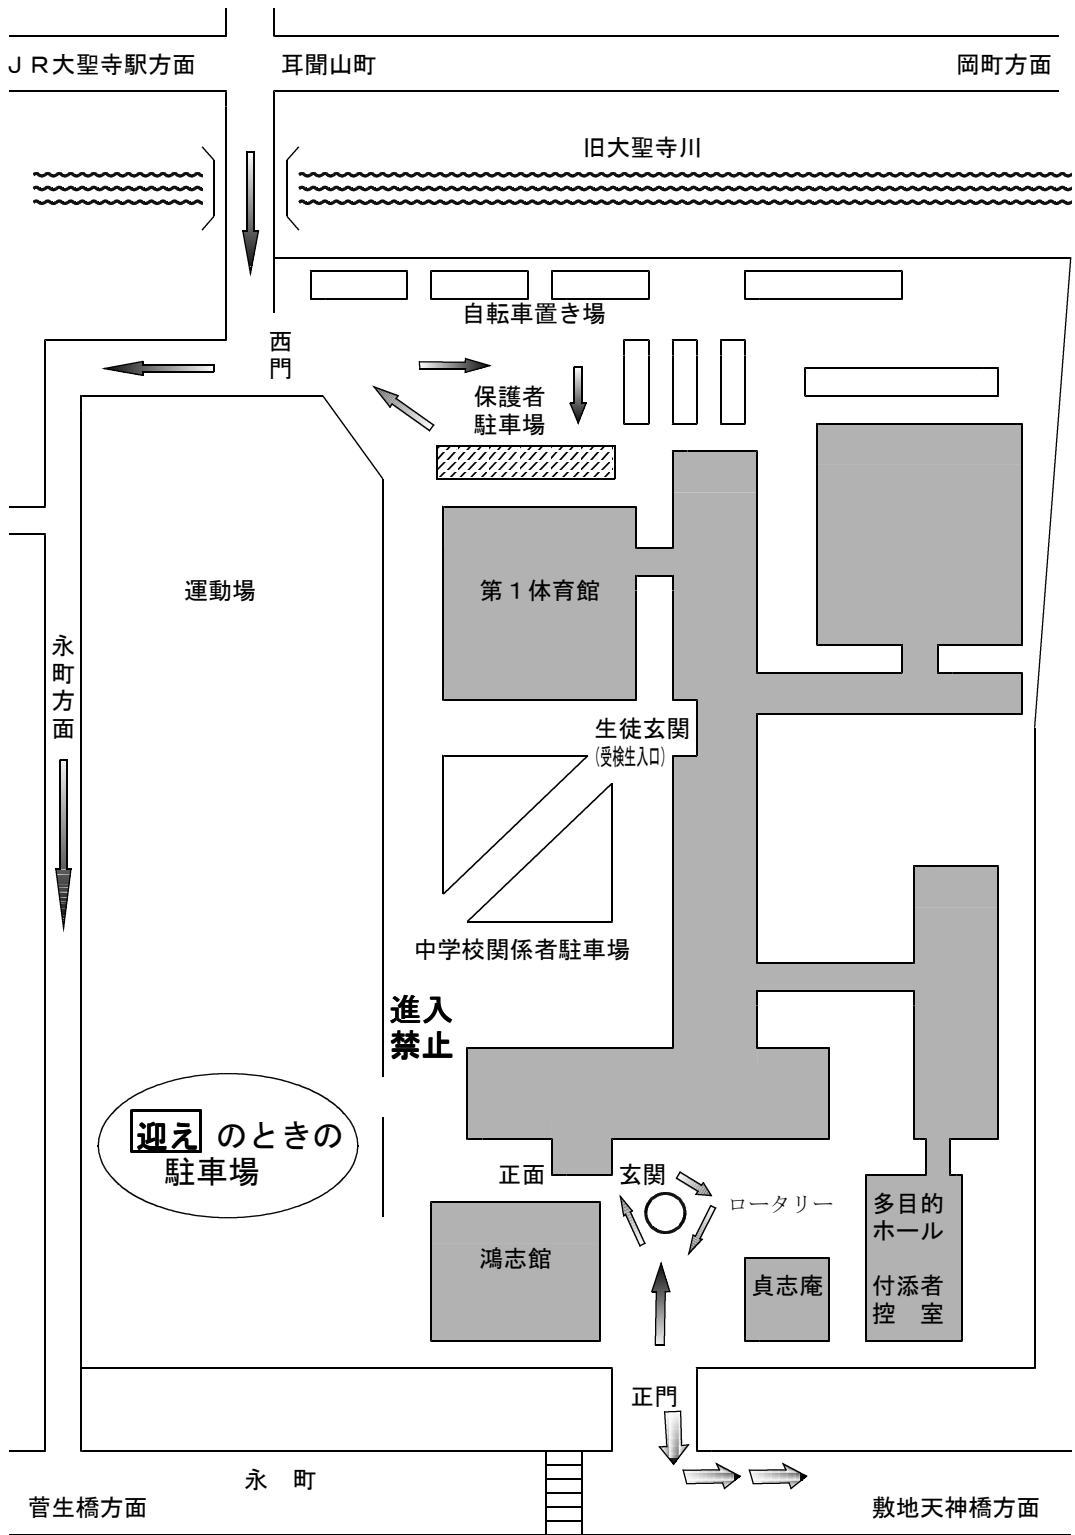 ＪＲ大聖寺駅方面
耳聞山町
岡町方面
旧大聖寺川
自転車置き場
西
門
保護者
駐車場
運動場
第１体育館
永町方面
生徒玄関
(受検生入口)
中学校関係者駐車場
進入
禁止
迎え のときの
駐車場
正面
玄関
ロータリー
多目的
ホール
付添者
控　室
鴻志館
貞志庵
正門
永　町
菅生橋方面
敷地天神橋方面